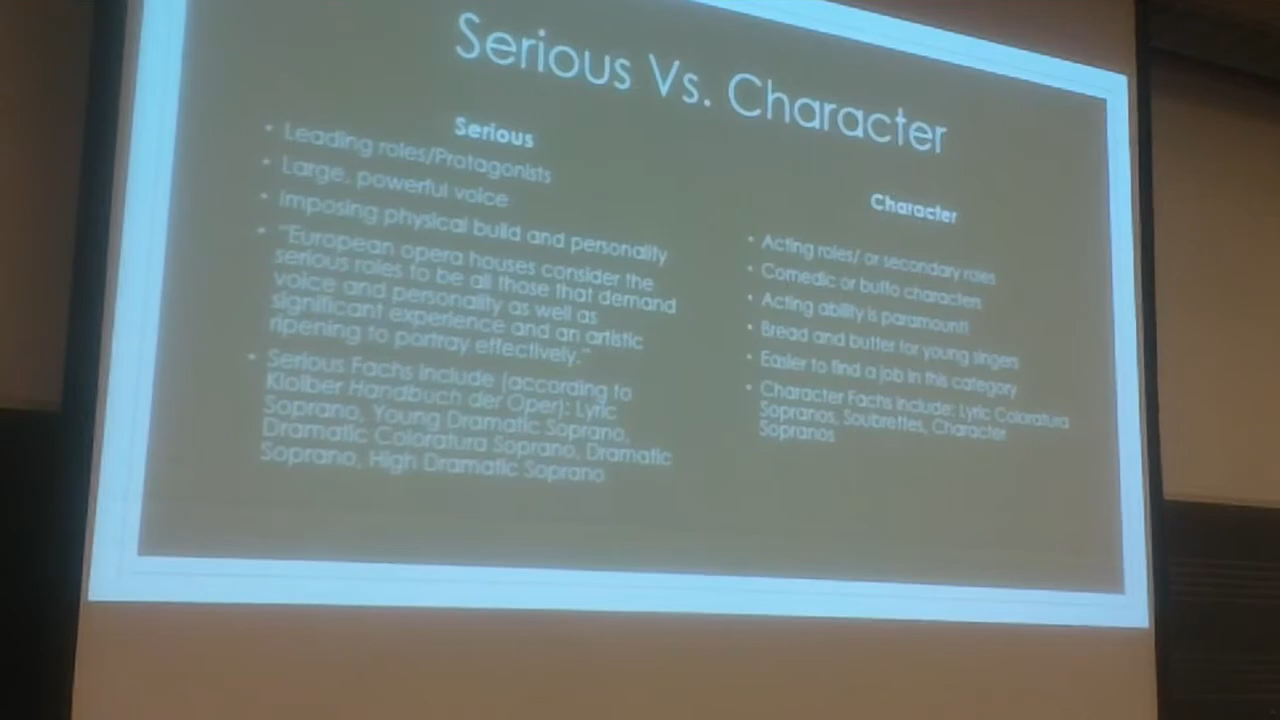 Serious Vs. Character
Serious
• Leading roles/Protagonists
• Large, powerful voice
• Imposing physical build and personality
• "European opera houses consider the
serious roles to be all those that demand
voice and personality as well as
significant experience and an artistic
ripening to portray effectively."
• Serious Fachs include (according to
Kloiber Handbuch der Oper): Lyric
Soprano, Young Dramatic Soprano,
Dramatic Coloratura Soprano, Dramatic
Soprano, High Dramatic Soprano
Character
• Acting roles/ or secondary roles
• Comedic or buffo characters
• Acting ability is paramount!
• Bread and butter for young singers
• Easier to find a job in this category
• Character Fachs include: Lyric Coloratura
Sopranos, Soubrettes, Character
Sopranos